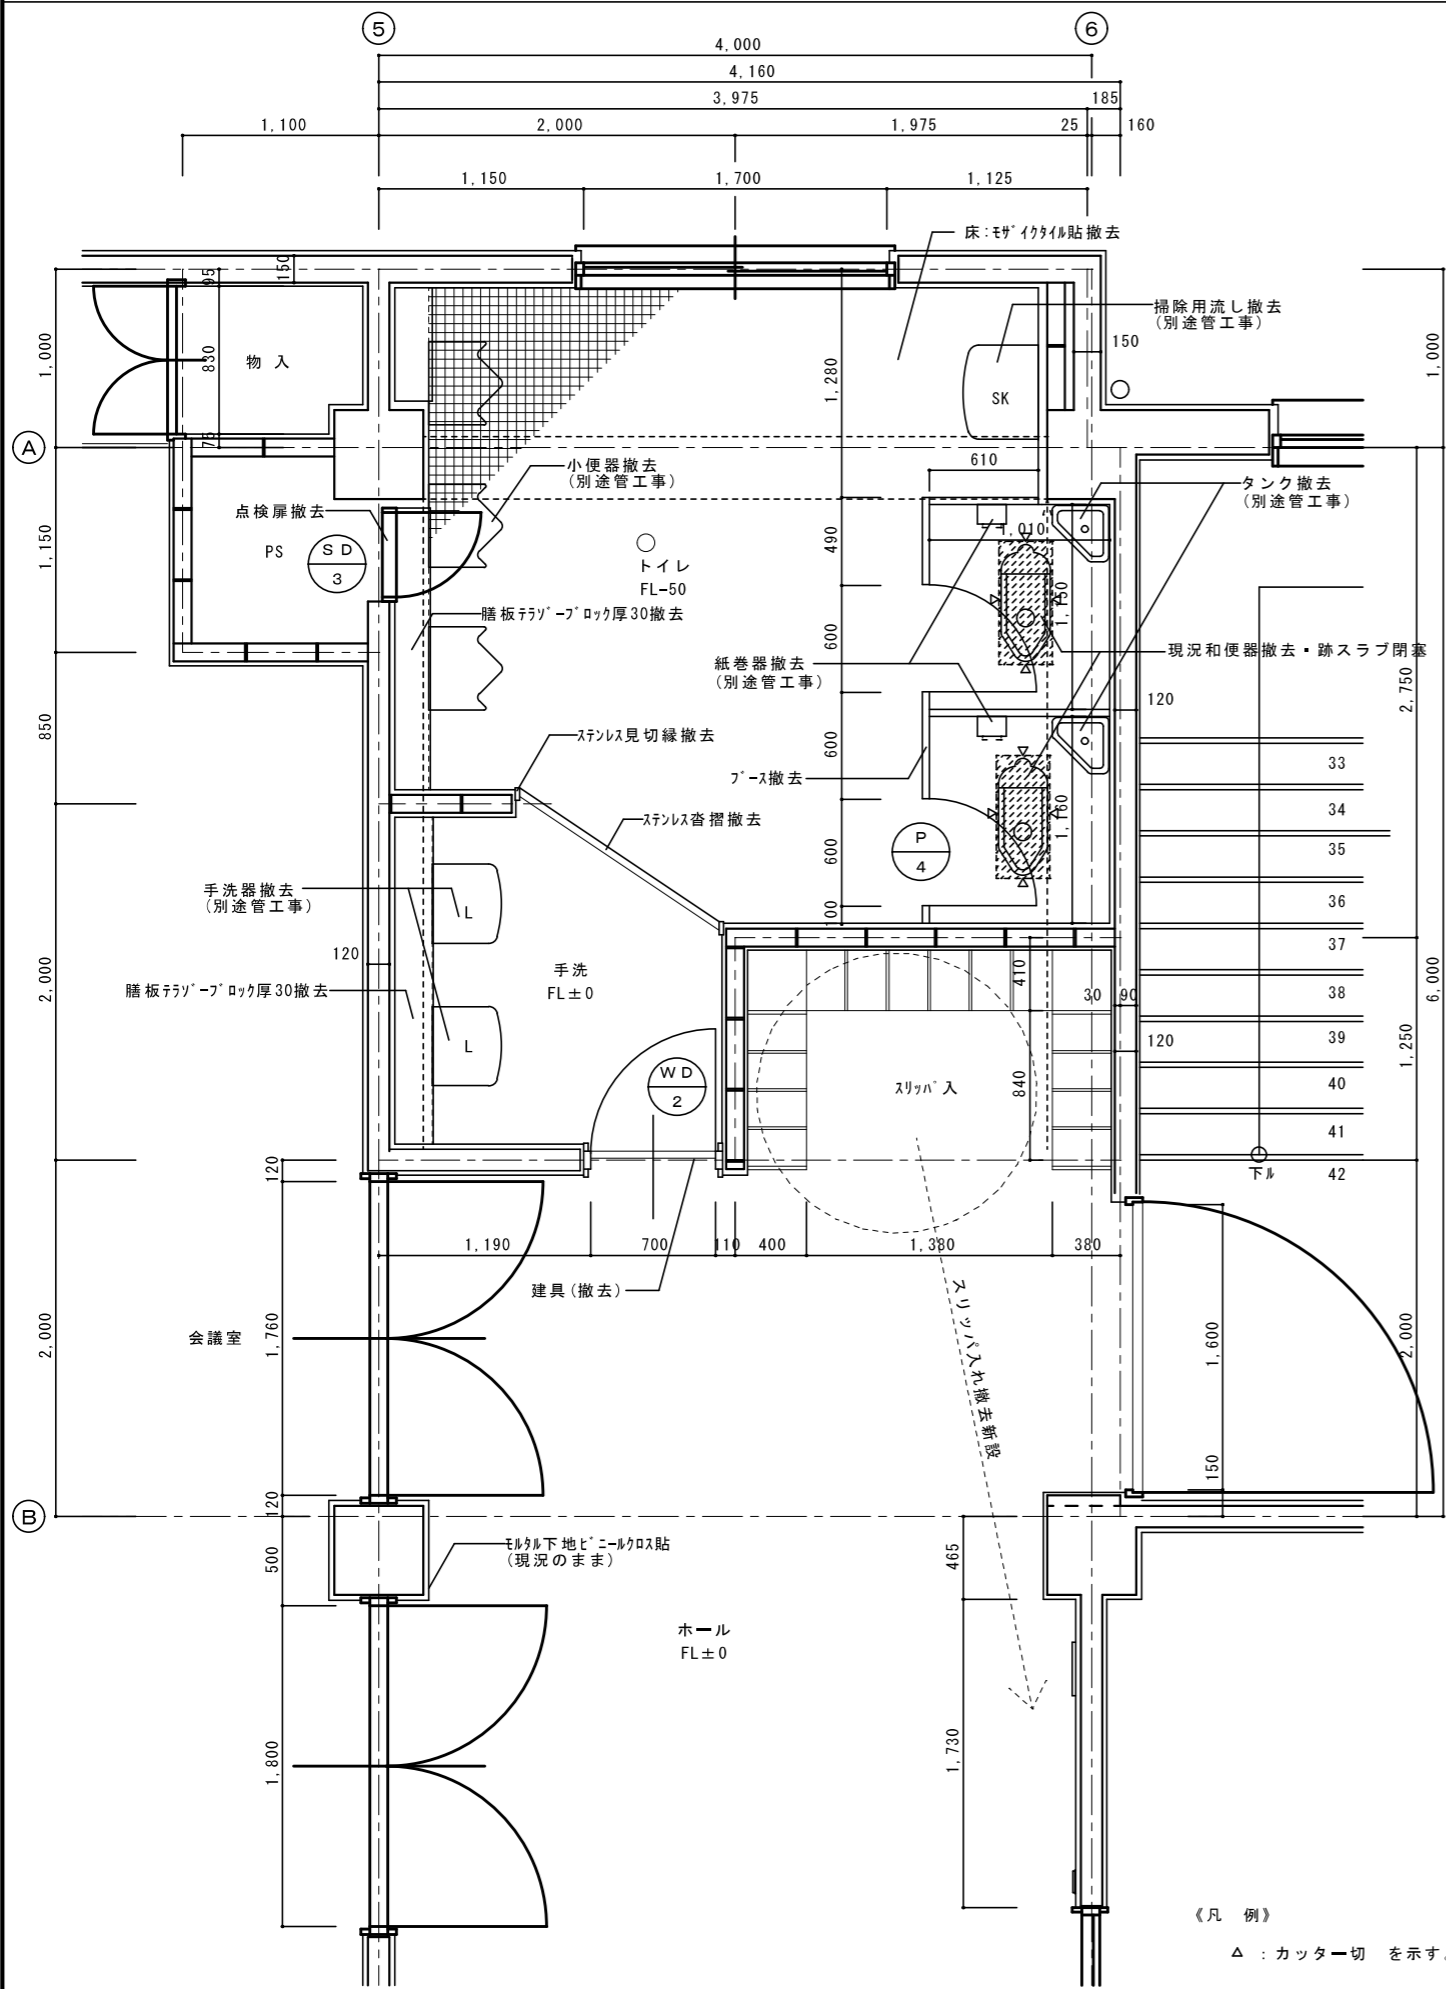 5
6
4,000
4,160
3,975
185
1,100
2,000
1,975
25
160
1,150
1,700
1,125
床:ﾓｻﾞｲｸﾀｲﾙ貼撤去
95
150
掃除用流し撤去
(別途管工事)
1,000
830
物 入
1,280
150
1,000
SK
75
A
610
小便器撤去
(別途管工事)
タンク撤去
(別途管工事)
点検扉撤去
1,150
PS
SD
3
490
トイレ
FL-50
1,010
1,150
膳板ﾃﾗｿﾞｰﾌﾞﾛｯｸ厚30撤去
600
紙巻器撤去
(別途管工事)
現況和便器撤去・跡スラブ閉塞
2,750
120
850
ｽﾃﾝﾚｽ見切縁撤去
600
ﾌﾞｰｽ撤去
33
34
ｽﾃﾝﾚｽ沓摺撤去
1,160
P
4
600
35
手洗器撤去
(別途管工事)
L
100
36
37
120
手洗
FL±0
410
2,000
膳板ﾃﾗｿﾞｰﾌﾞﾛｯｸ厚30撤去
30
90
38
6,000
L
120
39
1,250
WD
2
ｽﾘｯﾊﾟ入
840
40
41
120
下ル
42
1,190
700
110
400
1,380
380
建具(撤去)
スリッパ入れ撤去新設
会議室
1,760
2,000
1,600
2,000
150
120
B
500
ﾓﾙﾀﾙ下地ﾋﾞﾆｰﾙｸﾛｽ貼
(現況のまま)
465
ホール
FL±0
1,800
1,730
《凡 例》
△ :カッター切 を示す。